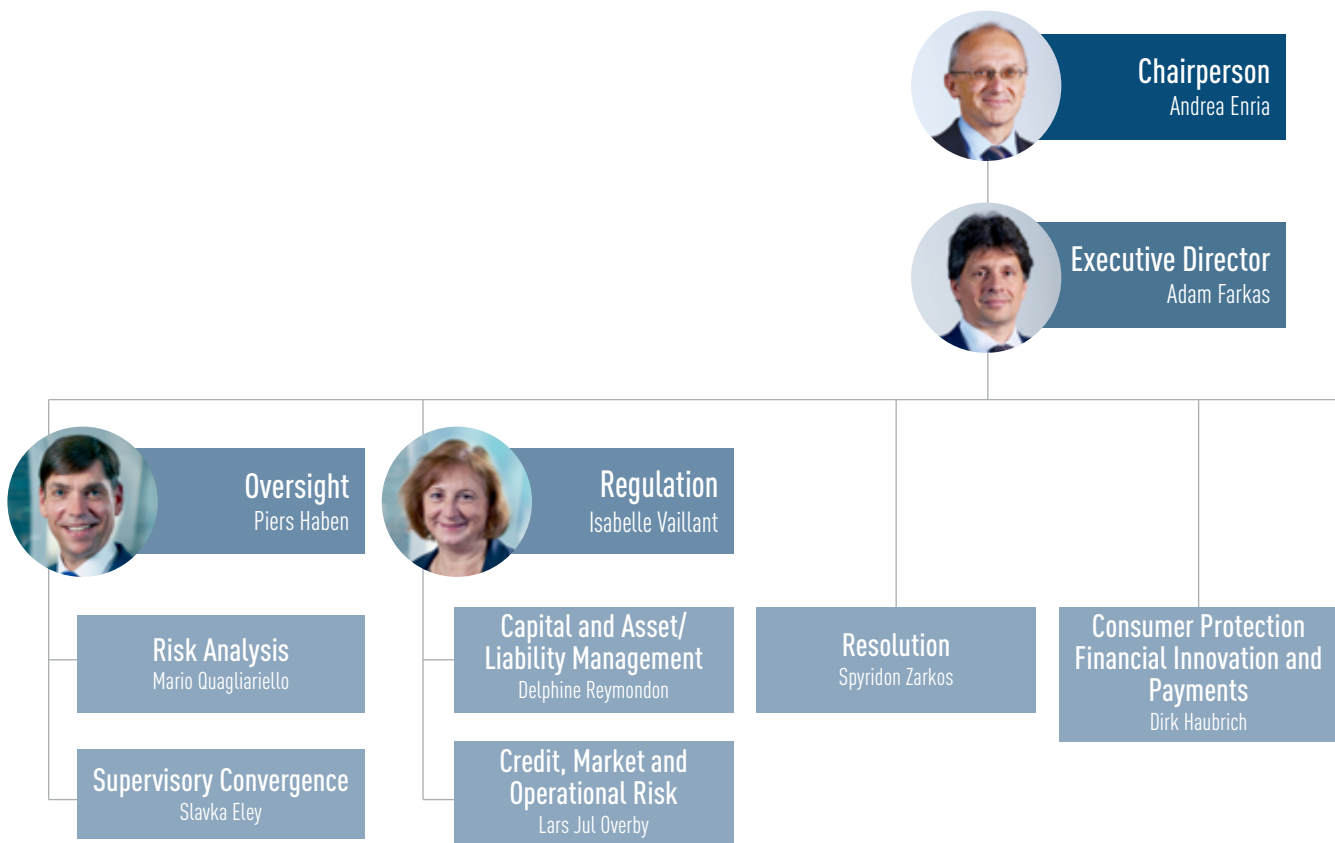 Chairperson
Andrea Enria
Executive Director
Adam Farkas
Oversight
Piers Haben
Regulation
Isabelle Vaillant
Risk Analysis
Mario Quagliariello
Supervisory Convergence
Slavka Eley
Capital and Asset/
Liability Management
Delphine Reymondon
Credit, Market and
Operational Risk
Lars Jul Overby
Resolution
Spyridon Zarkos
Consumer Protection
Financial Innovation and
Payments
Dirk Haubrich